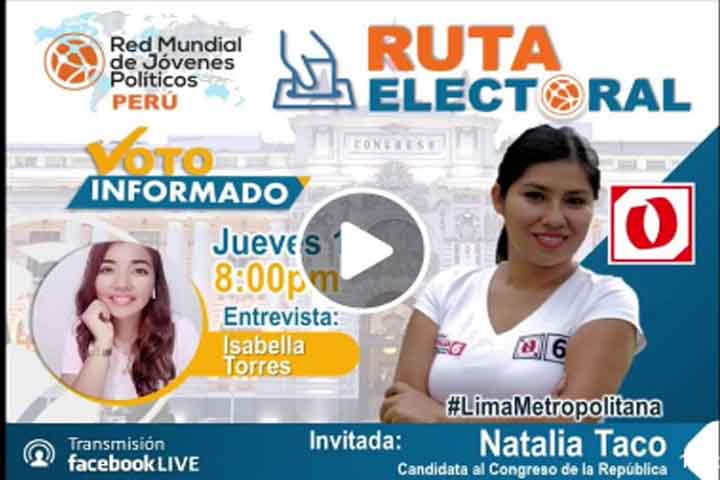 Red Mundial
de Jóvenes
Políticos
PERÚ
RUTA
ELECTORAL
CONGRESO
VOTO
INFORMADO
Jueves 1
8:00pm
Entrevista:
Isabella
Torres
6
#LimaMetropolitana
Transmisión
facebook LIVE
Invitada:
Natalia Taco
Candidata al Congreso de la República